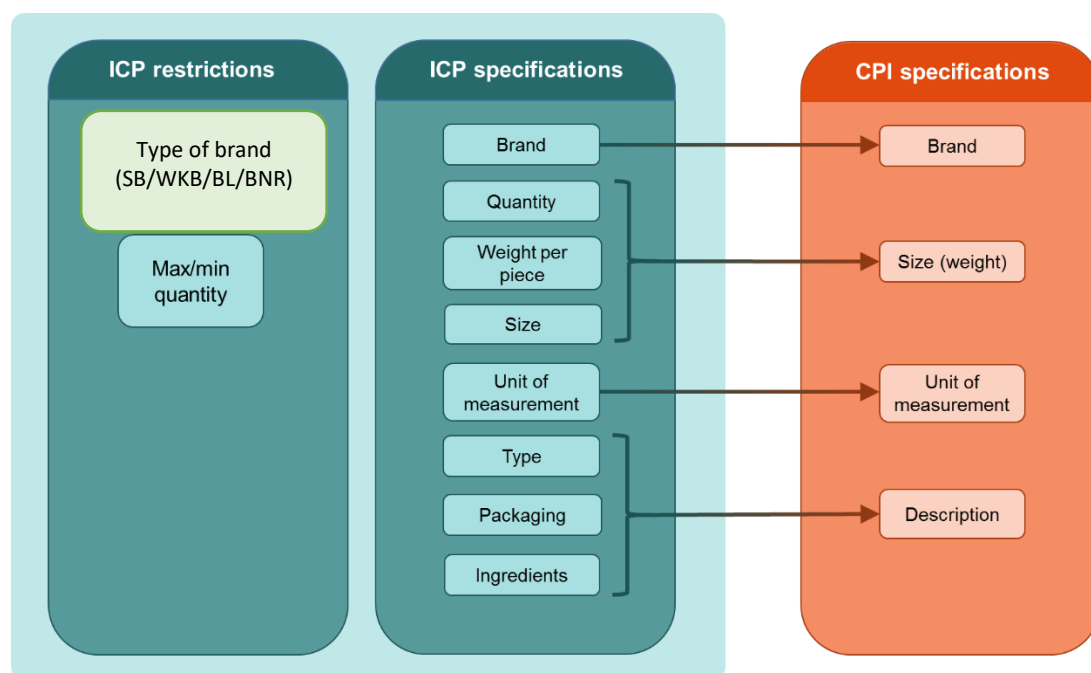 ICP restrictions
Type of brand
(SB/WKB/BL/BNR)
Max/min
quantity
ICP specifications
Brand
Quantity
Weight per
piece
Size
Unit of
measurement
Type
Packaging
Ingredients
CPI specifications
Brand
Size (weight)
Unit of
measurement
Description